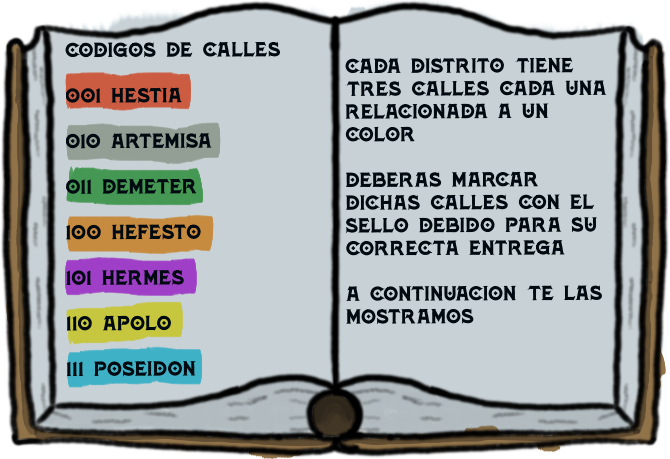 CODIGOS DE CALLES
001 HESTIA
010 ARTEMISA
011 DEMETER
100 HEFESTO
101 HERMES
110 APOLO
111 POSEIDON
CADA DISTRITO TIENE
TRES CALLES CADA UNA
RELACIONADA A UN
COLOR
DEBERAS MARCAR
DICHAS CALLES CON EL
SELLO DEBIDO PARA SU
CORRECTA ENTREGA
A CONTINUACION TE LAS
MOSTRAMOS